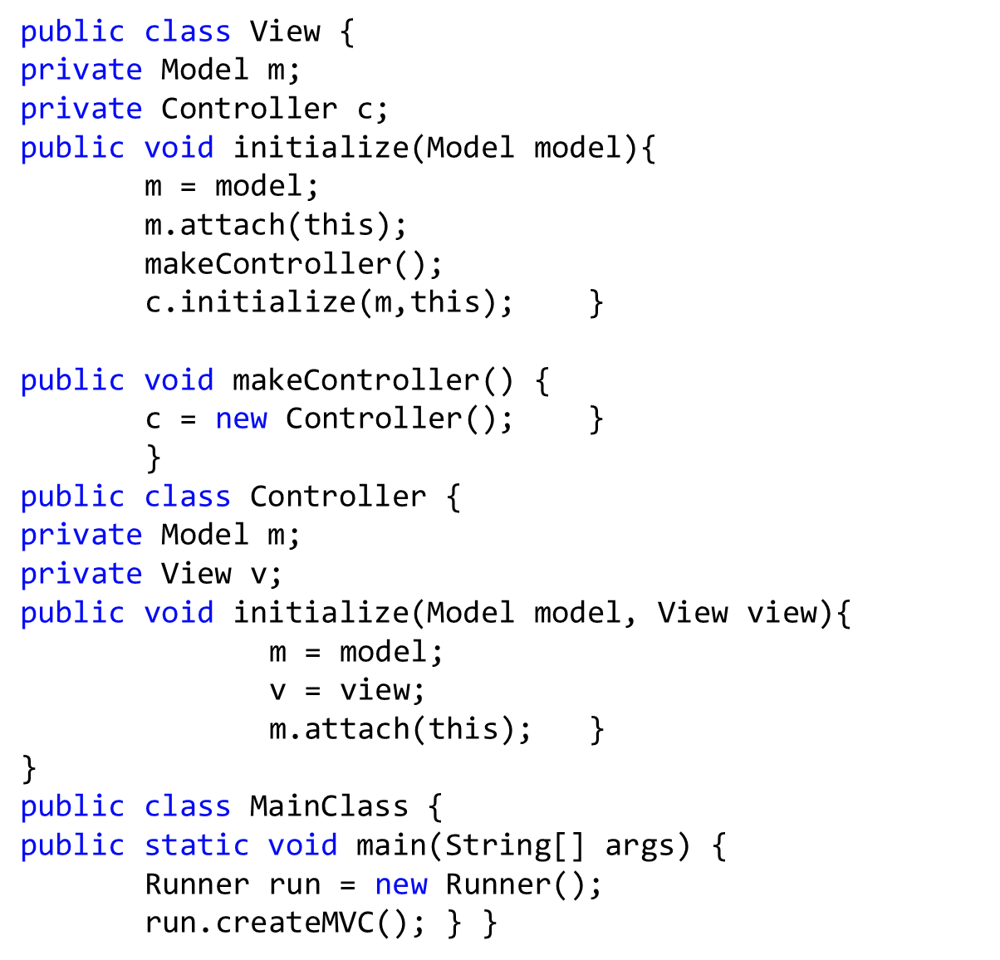 public class View {
private Model m;
private Controller c;
public void initialize(Model model){
m = model;
m.attach(this);
makeController();
c.initialize(m,this);    }
public void makeController() {
c = new Controller();    }
}
public class Controller {
private Model m;
private View v;
public void initialize(Model model, View view){
m = model;
v = view;
m.attach(this);   }
}
public class MainClass {
public static void main(String[] args) {
Runner run = new Runner();
run.createMVC(); } }